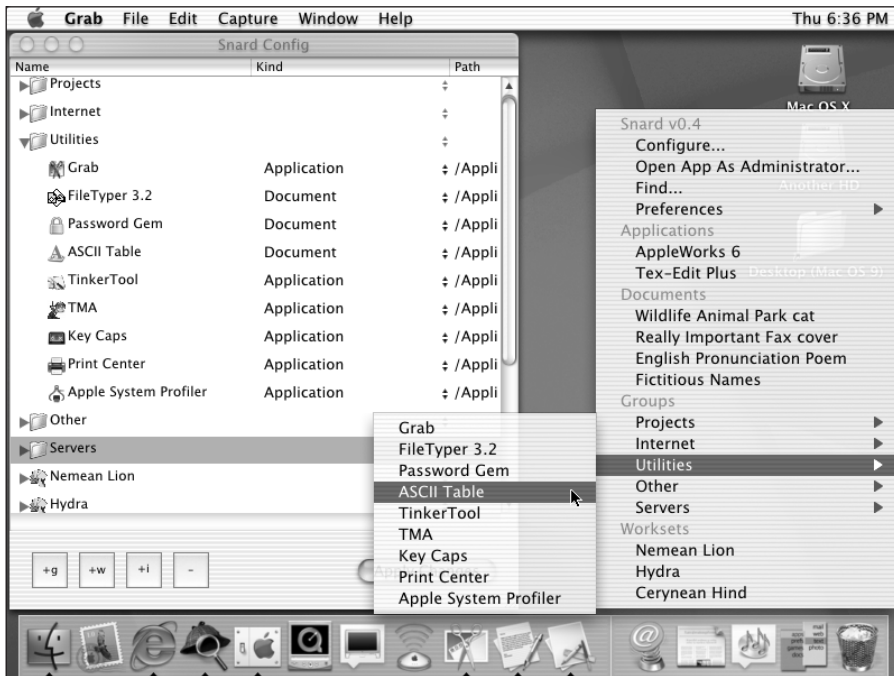 Grab File Edit Capture Window Help Thu 6:36 PM
Snard Config
Name Kind Path
Projects
Internet
Utilities
Grab Application /Appli
FileTyper 3.2 Document /Appli
Password Gem Document /Appli
ASCII Table Document /Appli
TinkerTool Application /Appli
TMA Application /Appli
Key Caps Application /Appli
Print Center Application /Appli
Apple System Profiler Application /Appli
Other
Servers
Nemean Lion
Hydra
+g +w +i -
Grab
FileTyper 3.2
Password Gem
ASCII Table
TinkerTool
TMA
Key Caps
Print Center
Apple System Profiler
Mac OS X
Another HD
Desktop (Mac OS 9)
Snard v0.4
Configure...
Open App As Administrator...
Find...
Preferences
Applications
AppleWorks 6
Tex-Edit Plus
Documents
Wildlife Animal Park cat
Really Important Fax cover
English Pronunciation Poem
Fictitious Names
Groups
Projects
Internet
Utilities
Other
Servers
Worksets
Nemean Lion
Hydra
Cerynean Hind